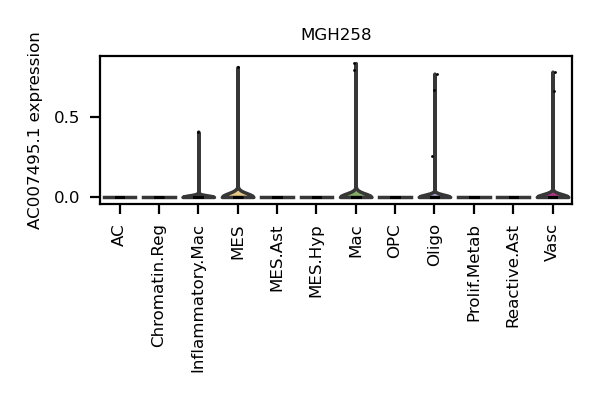 MGH258
AC007495.1 expression
0.5
0.0
AC
Chromatin.Reg
Inflammatory.Mac
MES
MES.Ast
MES.Hyp
Mac
OPC
Oligo
Prolif.Metab
Reactive.Ast
Vasc